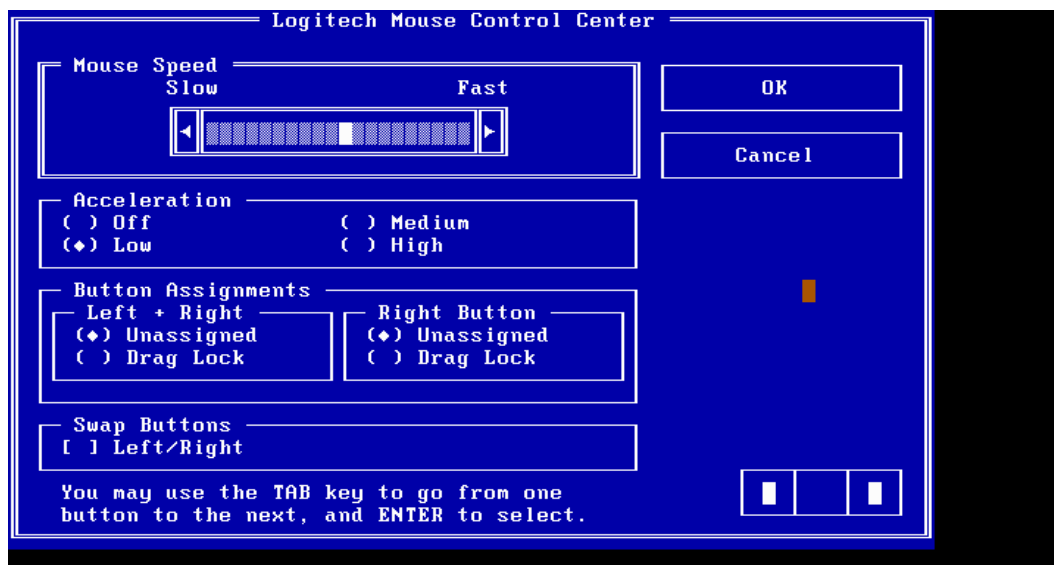 Logitech Mouse Control Center
Mouse Speed
Slow Fast
OK
Cancel
Acceleration
( ) Off ( ) Medium
(♦) Low ( ) High
Button Assignments
Left + Right Right Button
(♦) Unassigned (♦) Unassigned
( ) Drag Lock ( ) Drag Lock
Swap Buttons
[ ] Left/Right
You may use the TAB key to go from one
button to the next, and ENTER to select.